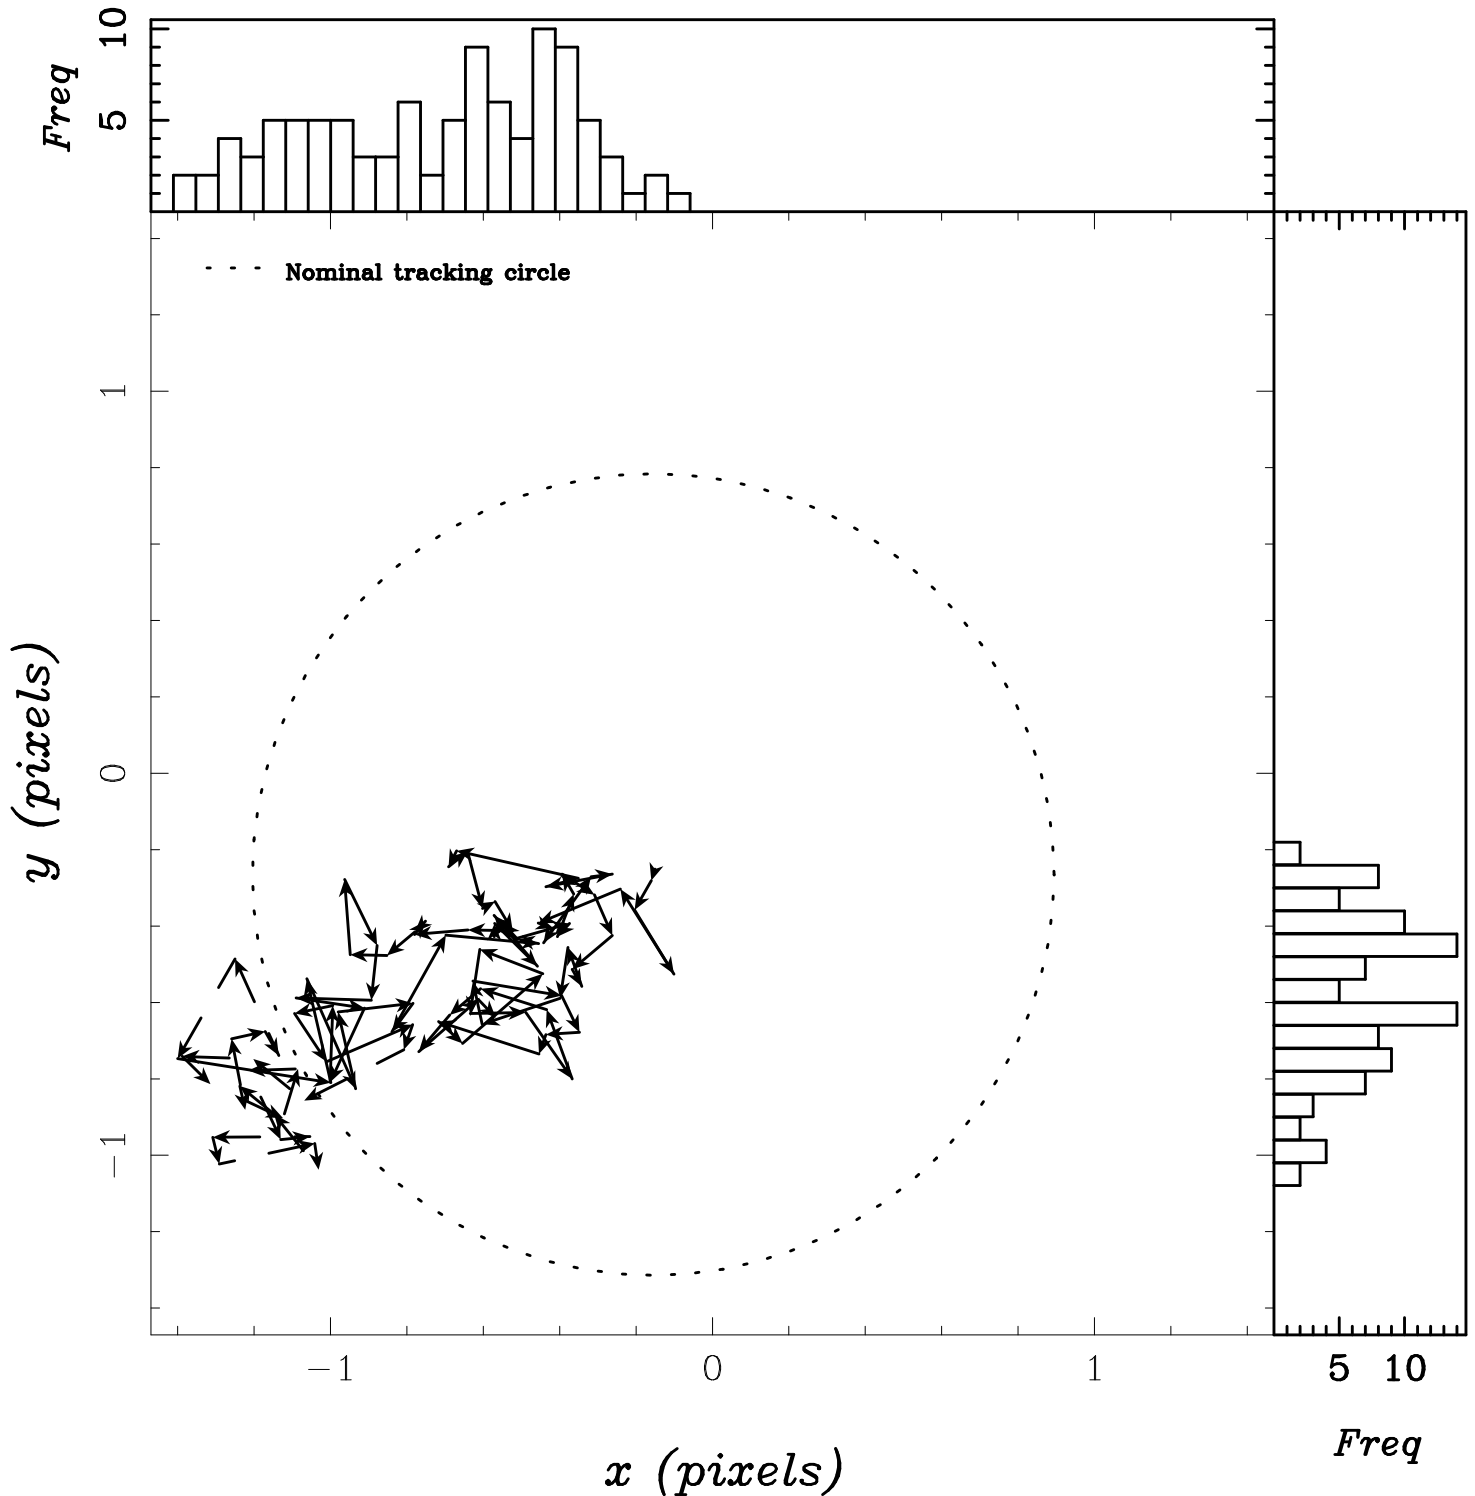 10
5
Freq
Nominal tracking circle
1
0
−1
y (pixels)
−1 0 1
5 10
Freq
x (pixels)